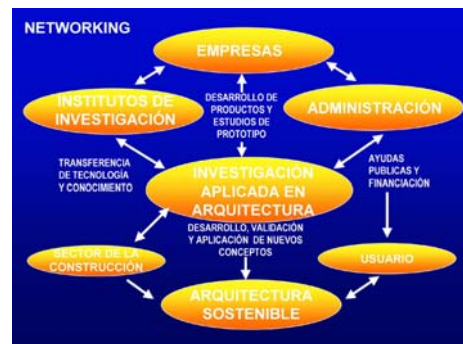 NETWORKING
EMPRESAS
INSTITUTOS DE
INVESTIGACIÓN
DESARROLLO DE
PRODUCTOS Y
ESTUDIOS DE
PROTOTIPO
ADMINISTRACIÓN
TRANSFERENCIA
DE TECNOLOGÍA
Y CONOCIMIENTO
INVESTIGACIÓN
APLICADA EN
ARQUITECTURA
AYUDAS
PUBLICAS Y
FINANCIACIÓN
DESARROLLO, VALIDACIÓN
Y APLICACIÓN DE NUEVOS
CONCEPTOS
SECTOR DE LA
CONSTRUCCIÓN
USUARIO
ARQUITECTURA
SOSTENIBLE